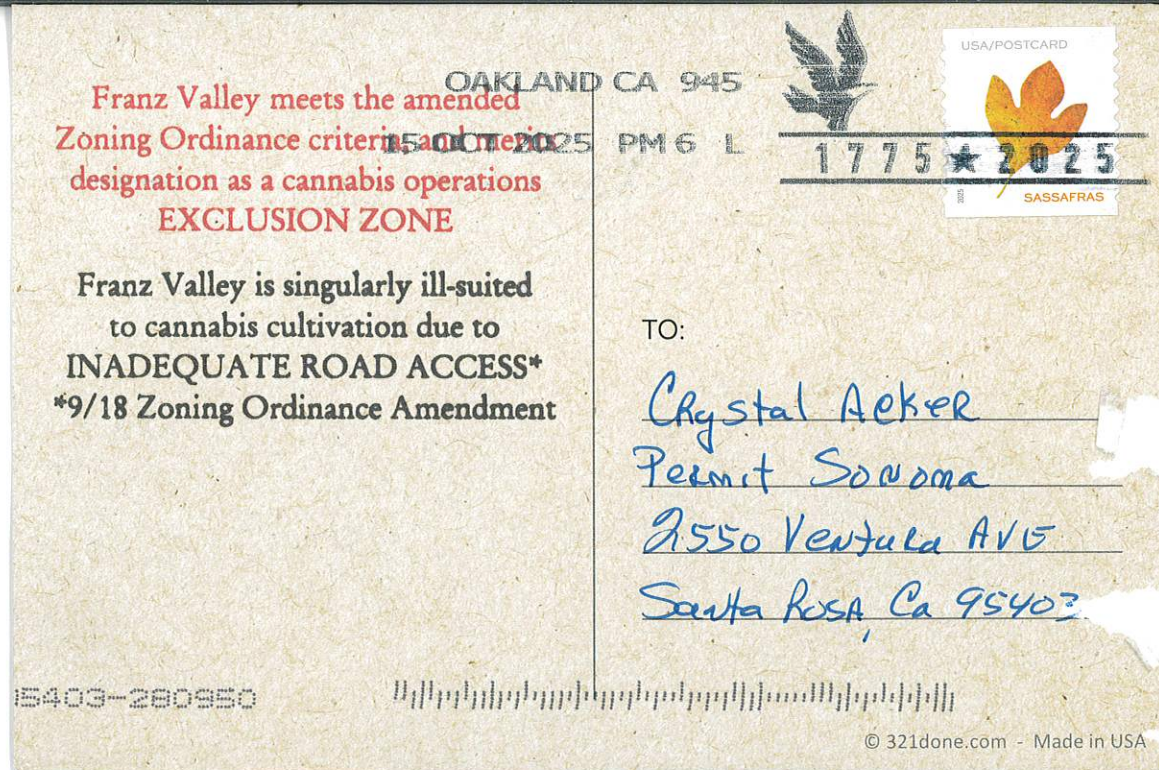 Franz Valley meets the amended
Zoning Ordinance criteria and merits
designation as a cannabis operations
EXCLUSION ZONE
Franz Valley is singularly ill-suited
to cannabis cultivation due to
INADEQUATE ROAD ACCESS*
*9/18 Zoning Ordinance Amendment
OAKLAND CA 945
15 OCT 2025 PM 6 L
1775 ★ 2025
USA/POSTCARD
2025
SASSAFRAS
TO:
Crystal Acker
Permit Sonoma
2550 Ventura AVE
Santa Rosa, Ca 95403
5403-280950
© 321done.com - Made in USA